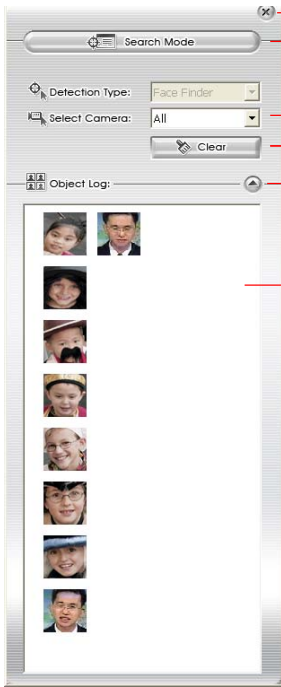 Search Mode
Detection Type: Face Finder
Select Camera: All
Clear
Object Log: